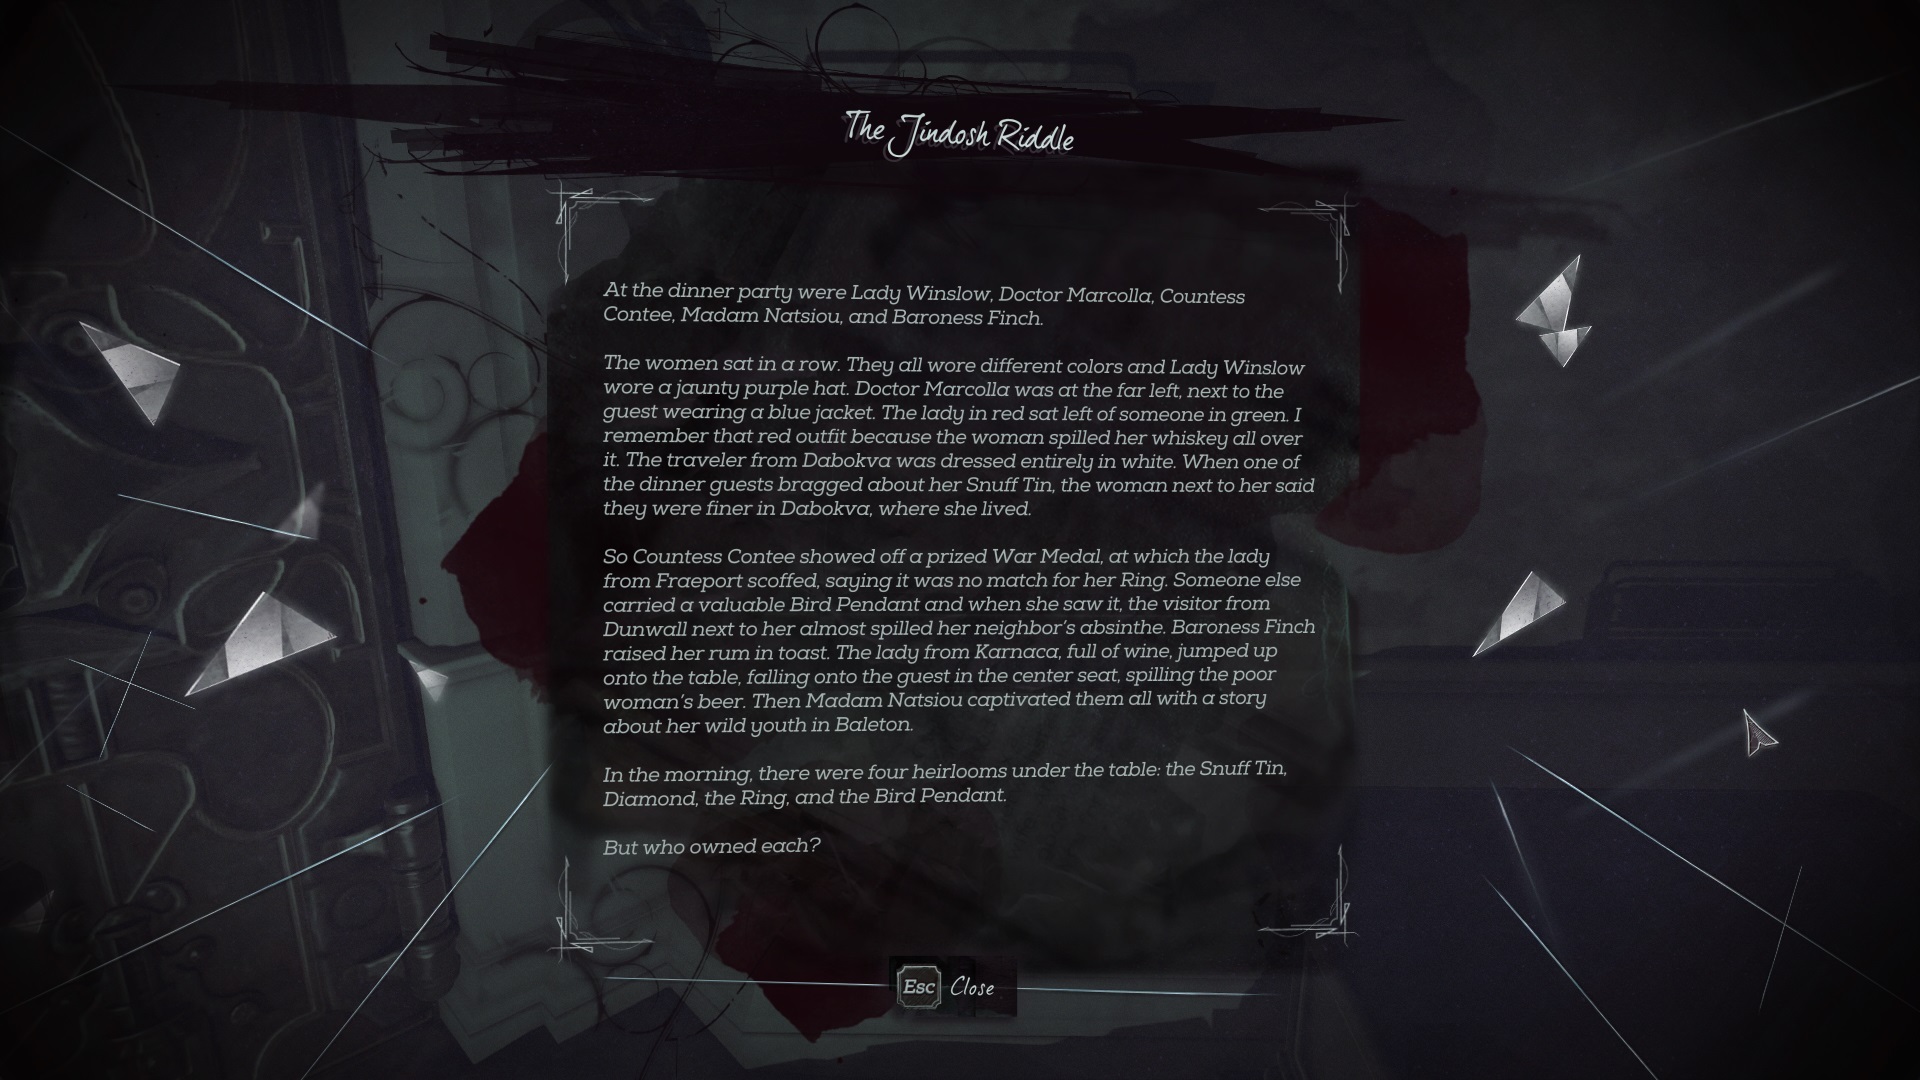 The Jindosh Riddle
At the dinner party were Lady Winslow, Doctor Marcolla, Countess
Contee, Madam Natsiou, and Baroness Finch.
The women sat in a row. They all wore different colors and Lady Winslow
wore a jaunty purple hat. Doctor Marcolla was at the far left, next to the
guest wearing a blue jacket. The lady in red sat left of someone in green. I
remember that red outfit because the woman spilled her whiskey all over
it. The traveler from Dabokva was dressed entirely in white. When one of
the dinner guests bragged about her Snuff Tin, the woman next to her said
they were finer in Dabokva, where she lived.
So Countess Contee showed off a prized War Medal, at which the lady
from Fraeport scoffed, saying it was no match for her Ring. Someone else
carried a valuable Bird Pendant and when she saw it, the visitor from
Dunwall next to her almost spilled her neighbor's absinthe. Baroness Finch
raised her rum in toast. The lady from Karnaca, full of wine, jumped up
onto the table, falling onto the guest in the center seat, spilling the poor
woman's beer. Then Madam Natsiou captivated them all with a story
about her wild youth in Baleton.
In the morning, there were four heirlooms under the table: the Snuff Tin,
Diamond, the Ring, and the Bird Pendant.
But who owned each?
Esc Close